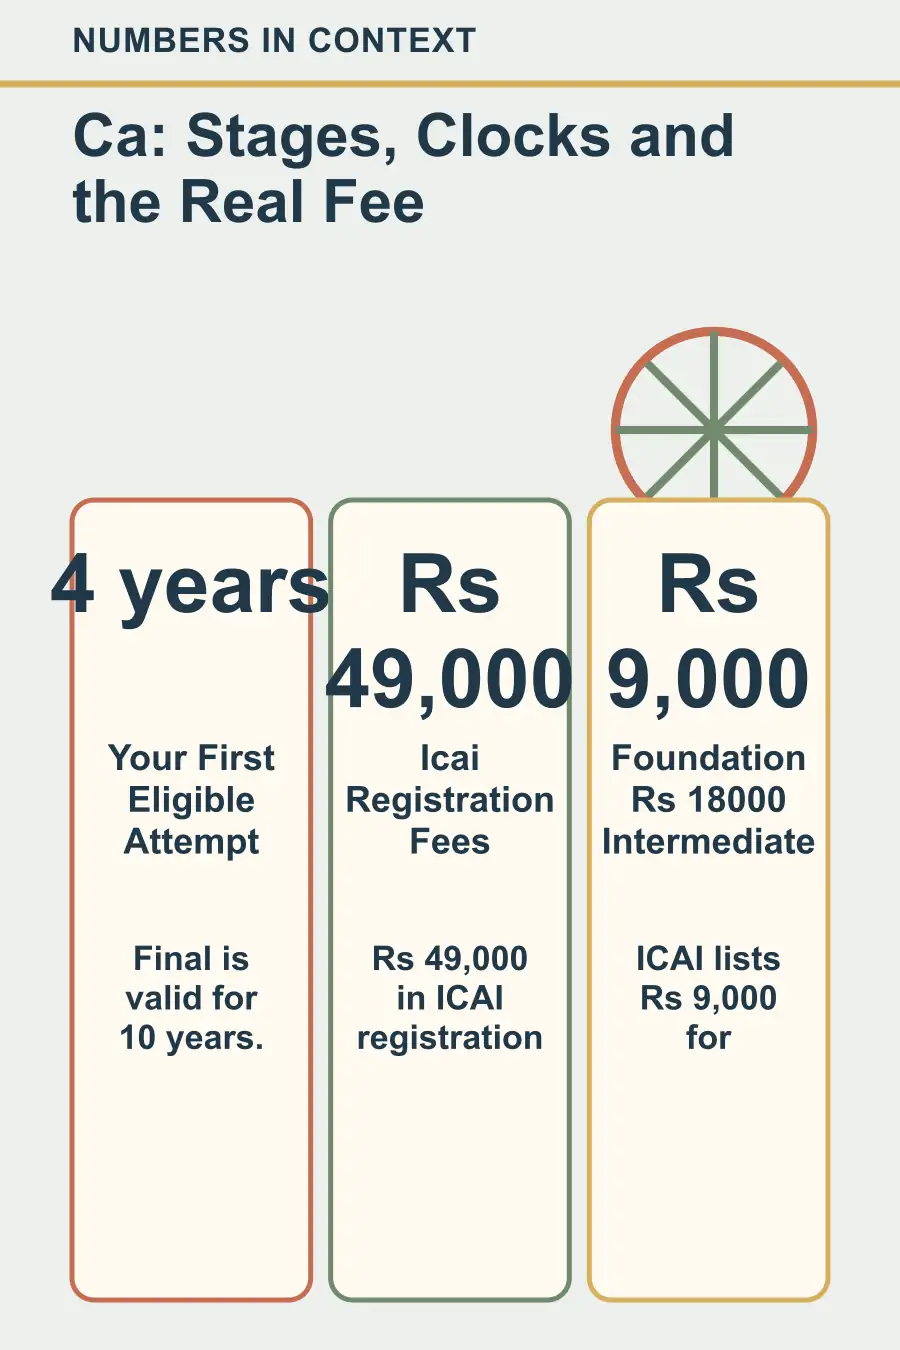 NUMBERS IN CONTEXT
Ca: Stages, Clocks and
the Real Fee
4 years
Your First
Eligible
Attempt
Final is
valid for
10 years.
Rs
49,000
Icai
Registration
Fees
Rs 49,000
in ICAI
registration
Rs
9,000
Foundation
Rs 18000
Intermediate
ICAI lists
Rs 9,000
for